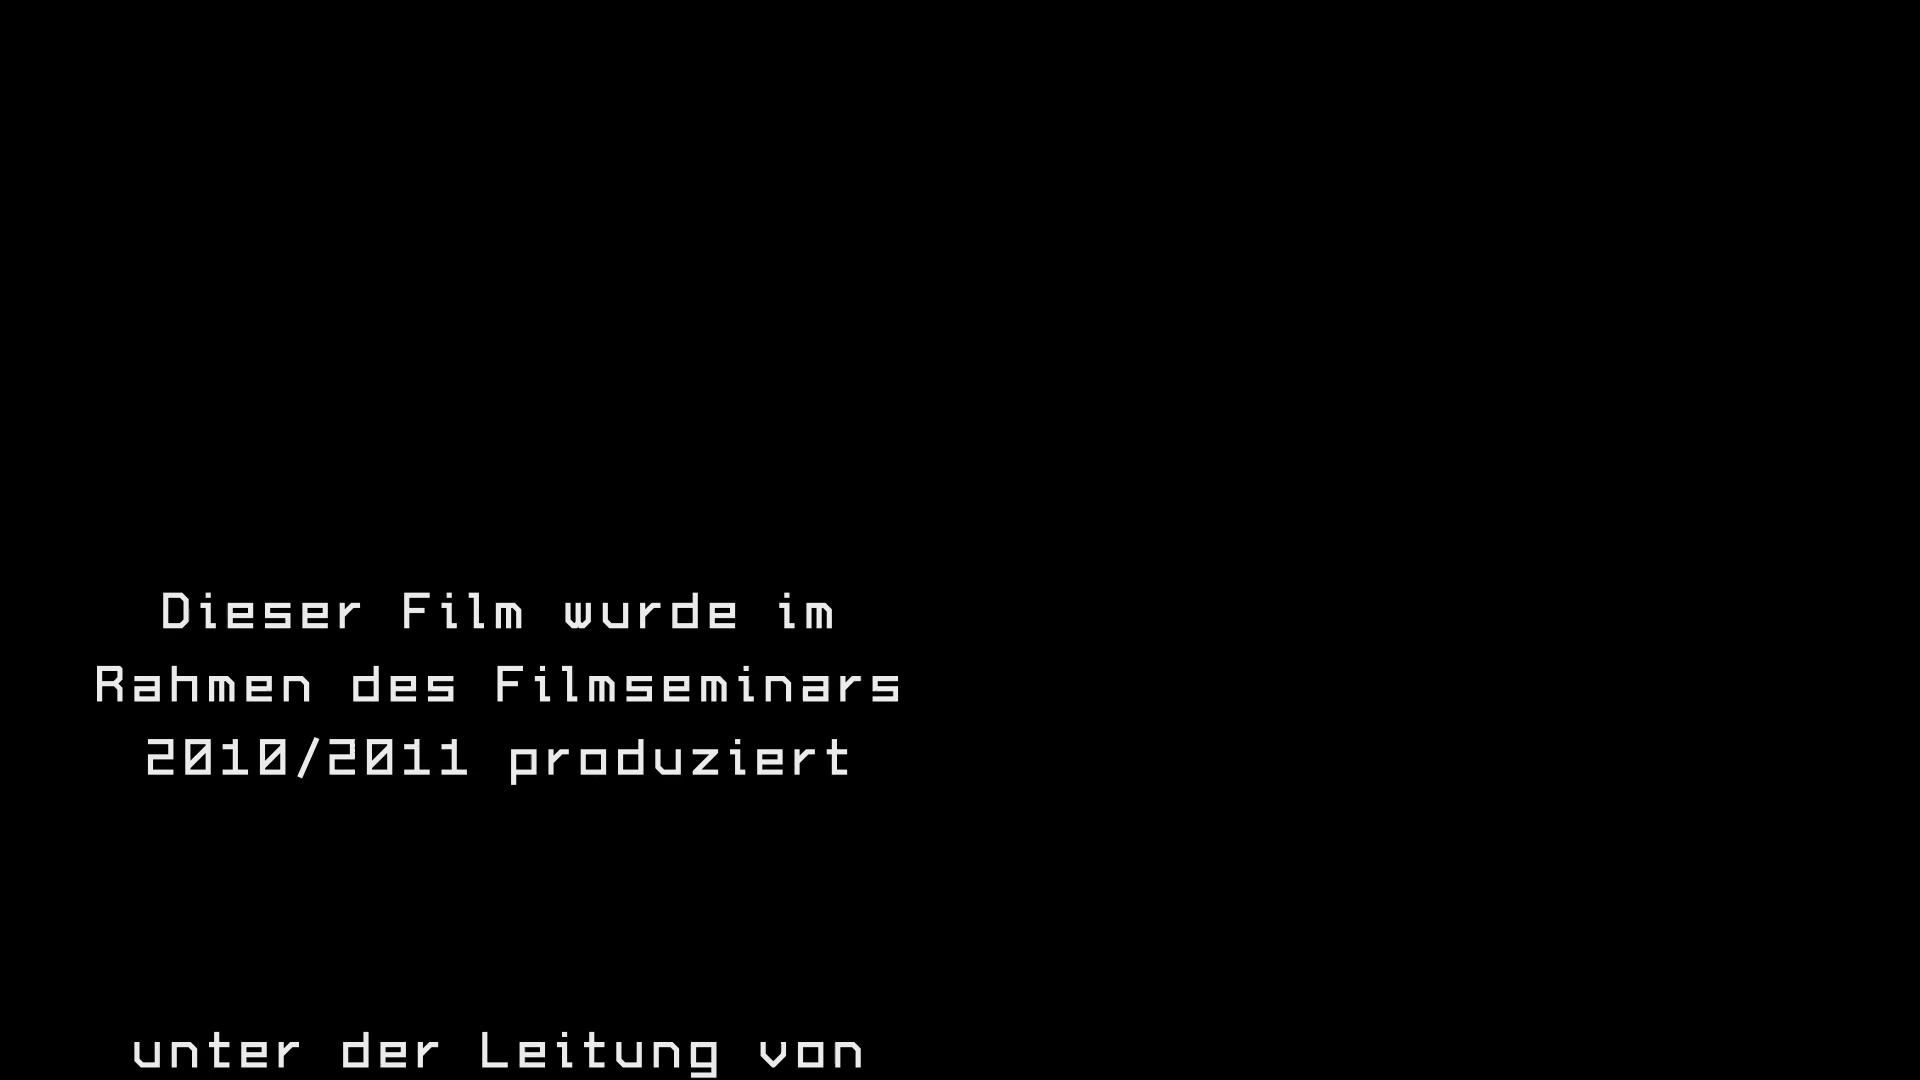 Dieser Film wurde im
Rahmen des Filmseminars
2010/2011 produziert
unter der Leitung von